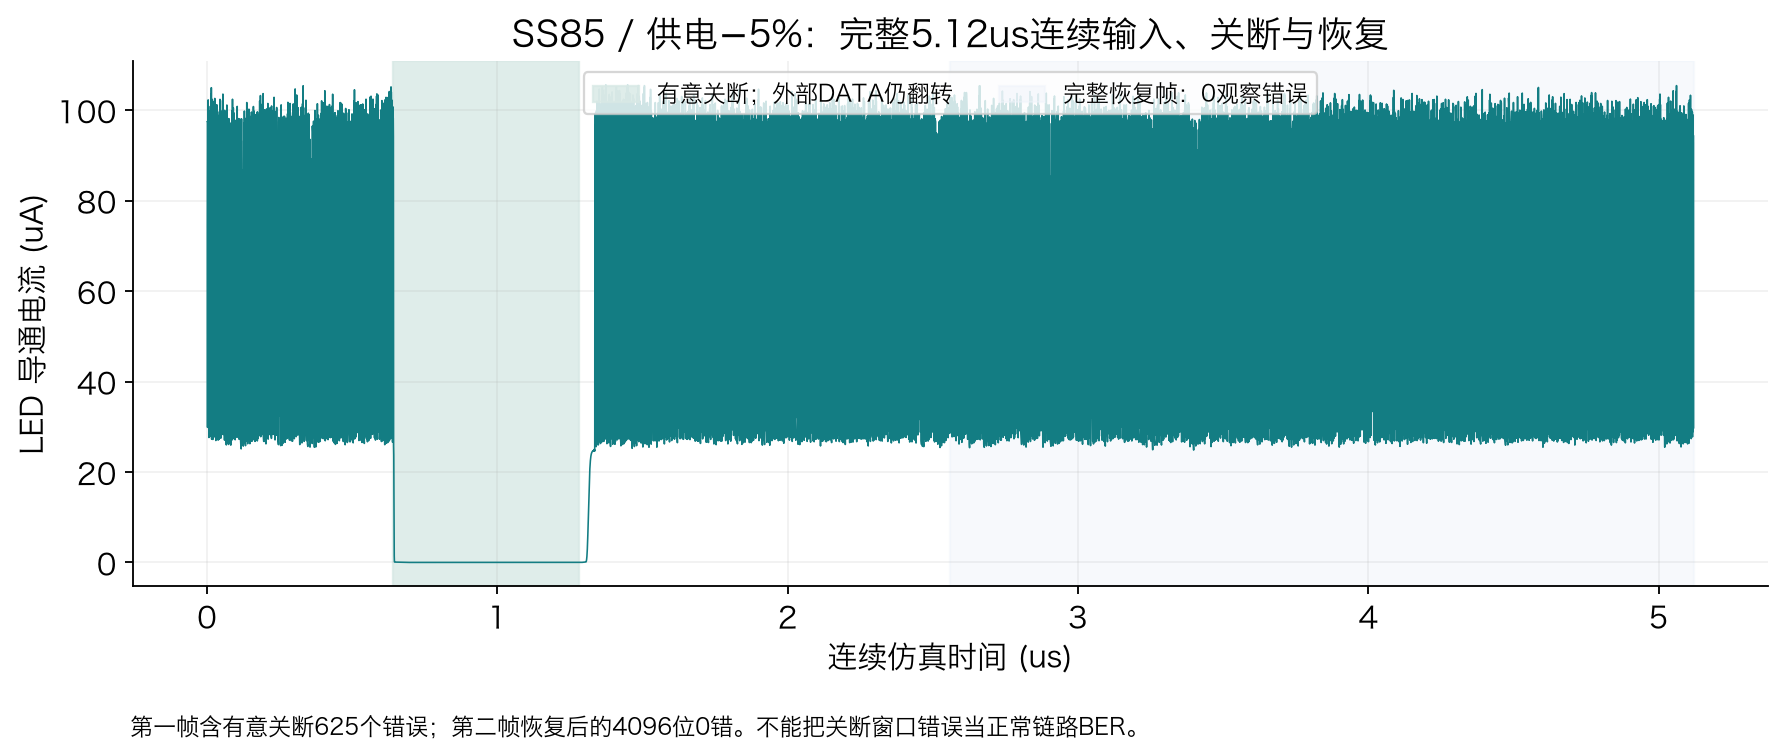 SS85 / 供电−5%：完整5.12us连续输入、关断与恢复
有意关断；外部DATA仍翻转
完整恢复帧：0观察错误
LED 导通电流 (uA)
100
80
60
40
20
0
0 1 2 3 4 5
连续仿真时间 (us)
第一帧含有意关断625个错误；第二帧恢复后的4096位0错。不能把关断窗口错误当正常链路BER。